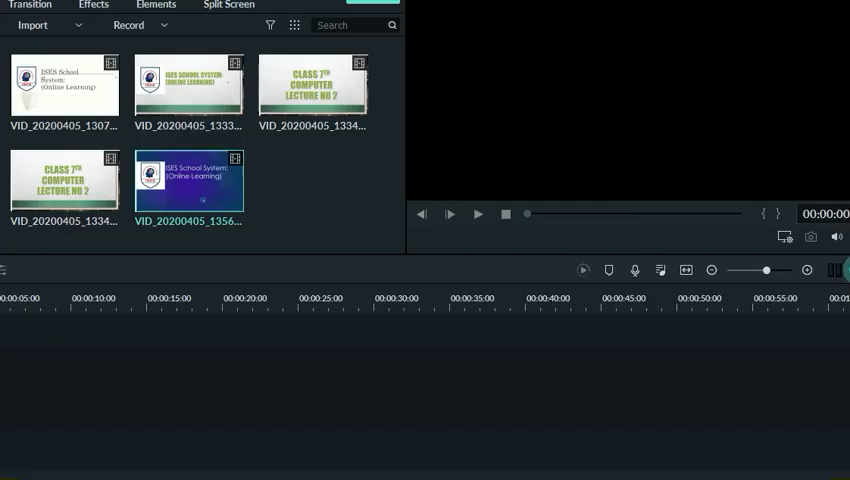 Transition Effects Elements Split Screen
Import Record Search
ISES School
System:
(Online Learning)
ISES SCHOOL SYSTEM:
(ONLINE LEARNING)
CLASS 7TH
COMPUTER
LECTURE NO 2
VID_20200405_1307... VID_20200405_1333... VID_20200405_1334...
CLASS 7TH
COMPUTER
LECTURE NO 2
ISES School System:
(Online Learning)
VID_20200405_1334... VID_20200405_1356...
00:00:00
0:00:05:00 00:00:10:00 00:00:15:00 00:00:20:00 00:00:25:00 00:00:30:00 00:00:35:00 00:00:40:00 00:00:45:00 00:00:50:00 00:00:55:00 00:01